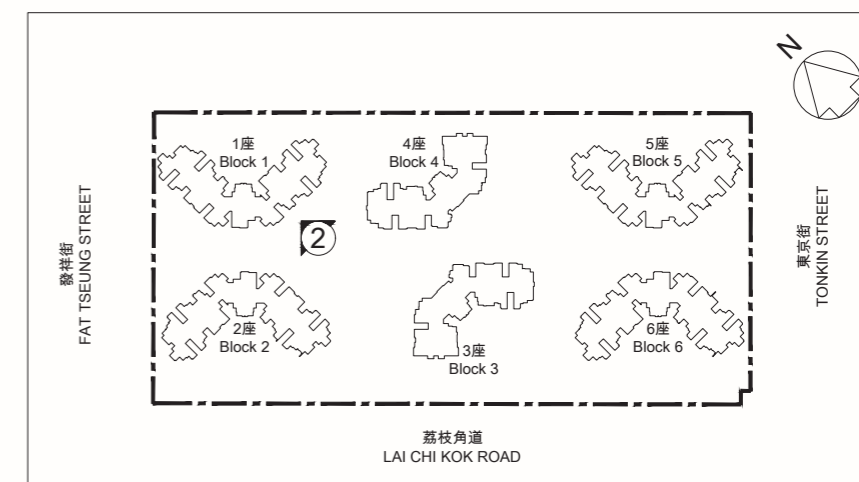 N
1座
Block 1
4座
Block 4
5座
Block 5
發祥街
FAT TSEUNG STREET
2
東京街
TONKIN STREET
2座
Block 2
3座
Block 3
6座
Block 6
荔枝角道
LAI CHI KOK ROAD